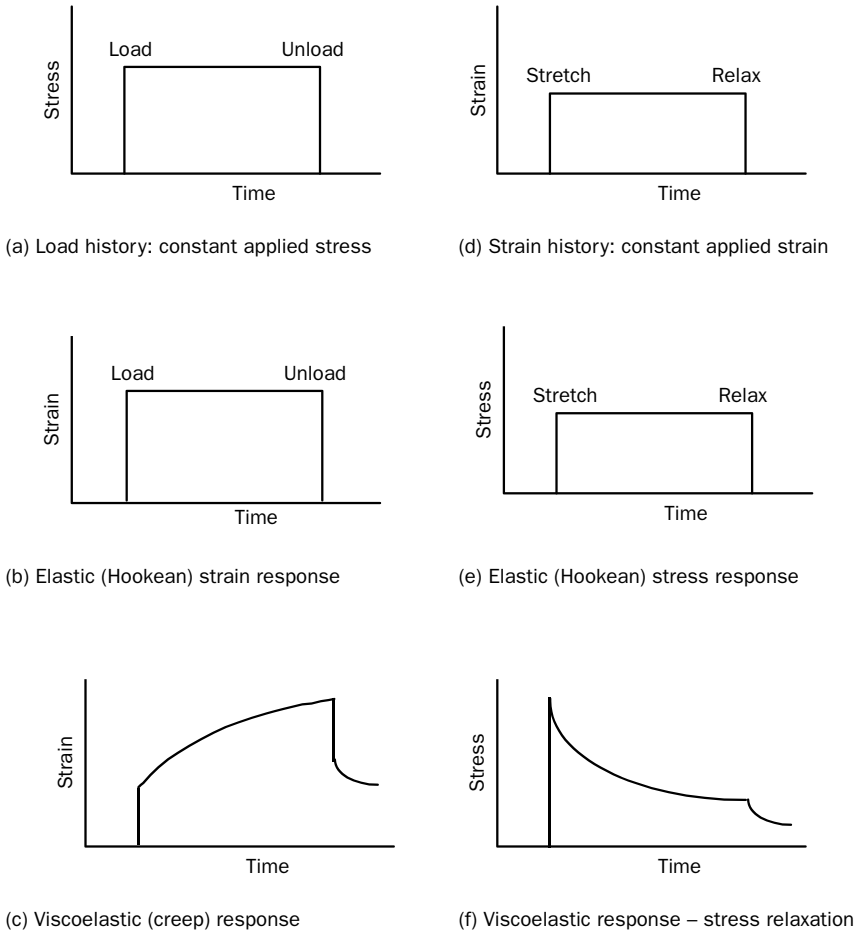 Load Unload
Stress
Time
(a) Load history: constant applied stress
Stretch Relax
Strain
Time
(d) Strain history: constant applied strain
Load Unload
Strain
Time
(b) Elastic (Hookean) strain response
Stretch Relax
Stress
Time
(e) Elastic (Hookean) stress response
Strain
Time
(c) Viscoelastic (creep) response
Stress
Time
(f) Viscoelastic response – stress relaxation